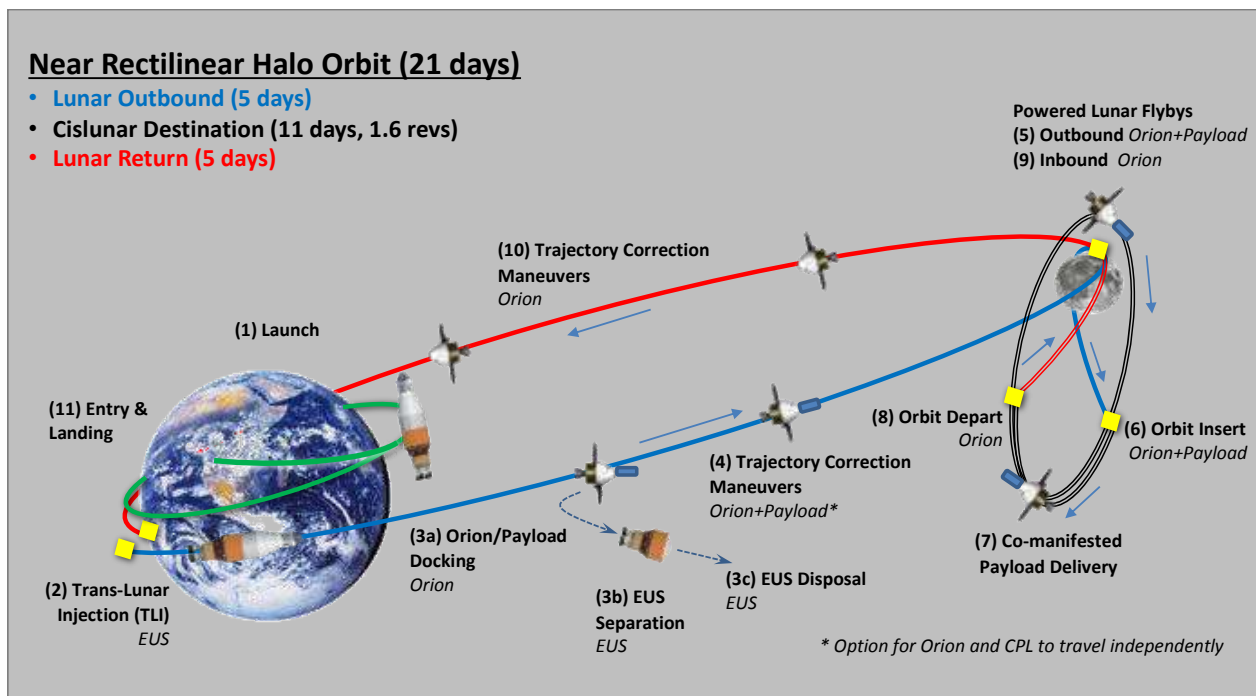 Near Rectilinear Halo Orbit (21 days)
• Lunar Outbound (5 days)
• Cislunar Destination (11 days, 1.6 revs)
• Lunar Return (5 days)
Powered Lunar Flybys
(5) Outbound Orion+Payload
(9) Inbound Orion
(10) Trajectory Correction
Maneuvers
Orion
(1) Launch
(11) Entry &
Landing
(8) Orbit Depart
Orion
(6) Orbit Insert
Orion+Payload
(4) Trajectory Correction
Maneuvers
Orion+Payload*
(3a) Orion/Payload
Docking
Orion
(7) Co-manifested
Payload Delivery
(2) Trans-Lunar
Injection (TLI)
EUS
(3c) EUS Disposal
EUS
(3b) EUS
Separation
EUS
* Option for Orion and CPL to travel independently